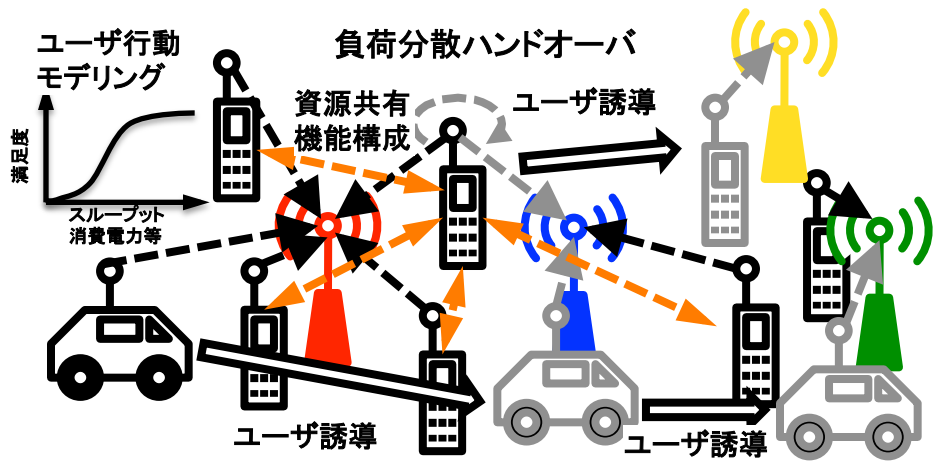 ユーザ行動
モデリング
満足度
スループット
消費電力等
負荷分散ハンドオーバ
資源共有
機能構成
ユーザ誘導
ユーザ誘導
ユーザ誘導